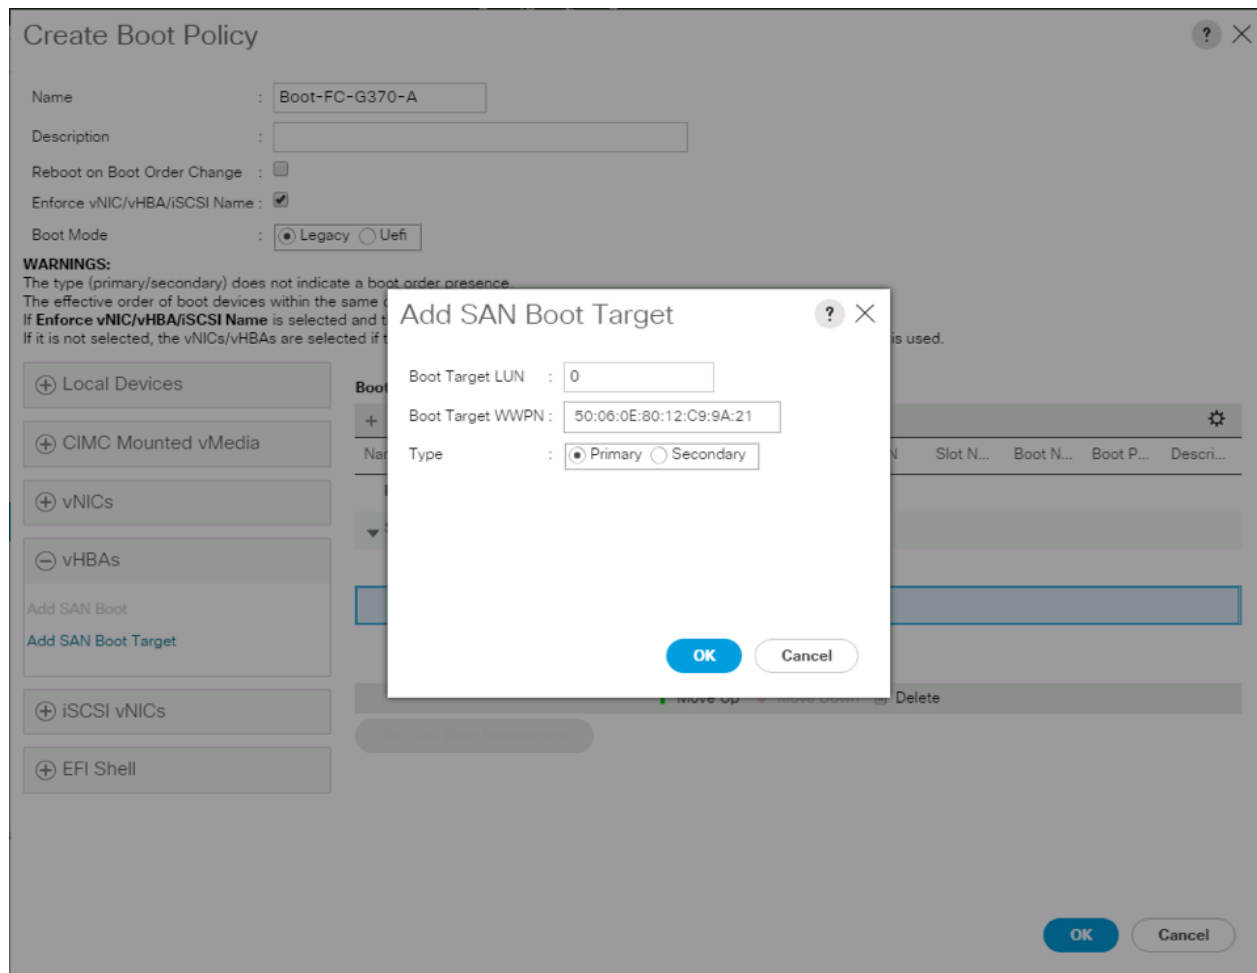 Create Boot Policy
?
Name : Boot-FC-G370-A
Description :
Reboot on Boot Order Change :
Enforce vNIC/vHBA/iSCSI Name :
Boot Mode : Legacy Uefi
WARNINGS:
The type (primary/secondary) does not indicate a boot order presence.
The effective order of boot devices within the same
If Enforce vNIC/vHBA/iSCSI Name is selected and
If it is not selected, the vNICs/vHBAs are selected if is used.
Add SAN Boot Target
?
Boot Target LUN : 0
Boot Target WWPN : 50:06:0E:80:12:C9:9A:21
Type : Primary Secondary
OK Cancel
Local Devices
CIMC Mounted vMedia
vNICs
vHBAs
Add SAN Boot
Add SAN Boot Target
iSCSI vNICs
EFI Shell
Boot
Slot N... Boot N... Boot P... Descri...
Move Up Move Down Delete
OK Cancel